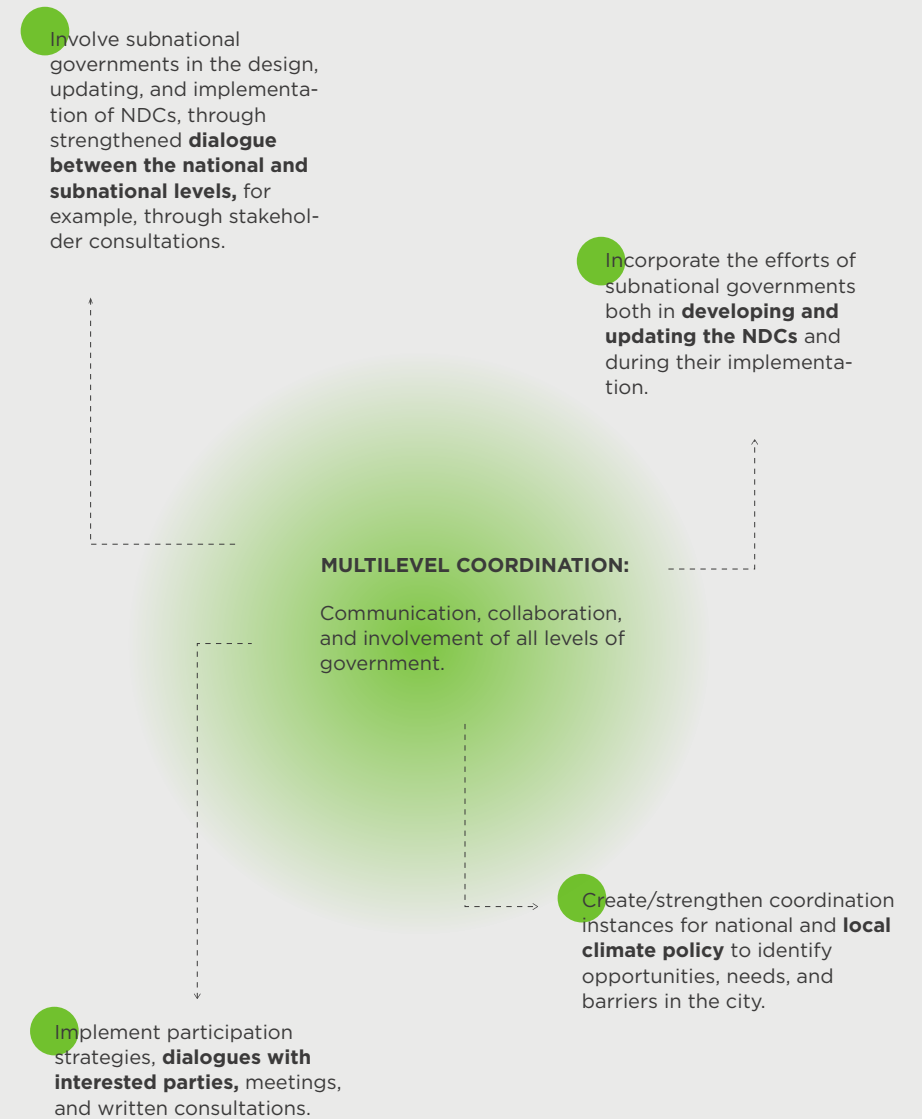 Involve subnational
governments in the design,
updating, and implementa-
tion of NDCs, through
strengthened dialogue
between the national and
subnational levels, for
example, through stakehol-
der consultations.
Incorporate the efforts of
subnational governments
both in developing and
updating the NDCs and
during their implementa-
tion.
MULTILEVEL COORDINATION:
Communication, collaboration,
and involvement of all levels of
government.
Create/strengthen coordination
instances for national and local
climate policy to identify
opportunities, needs, and
barriers in the city.
Implement participation
strategies, dialogues with
interested parties, meetings,
and written consultations.